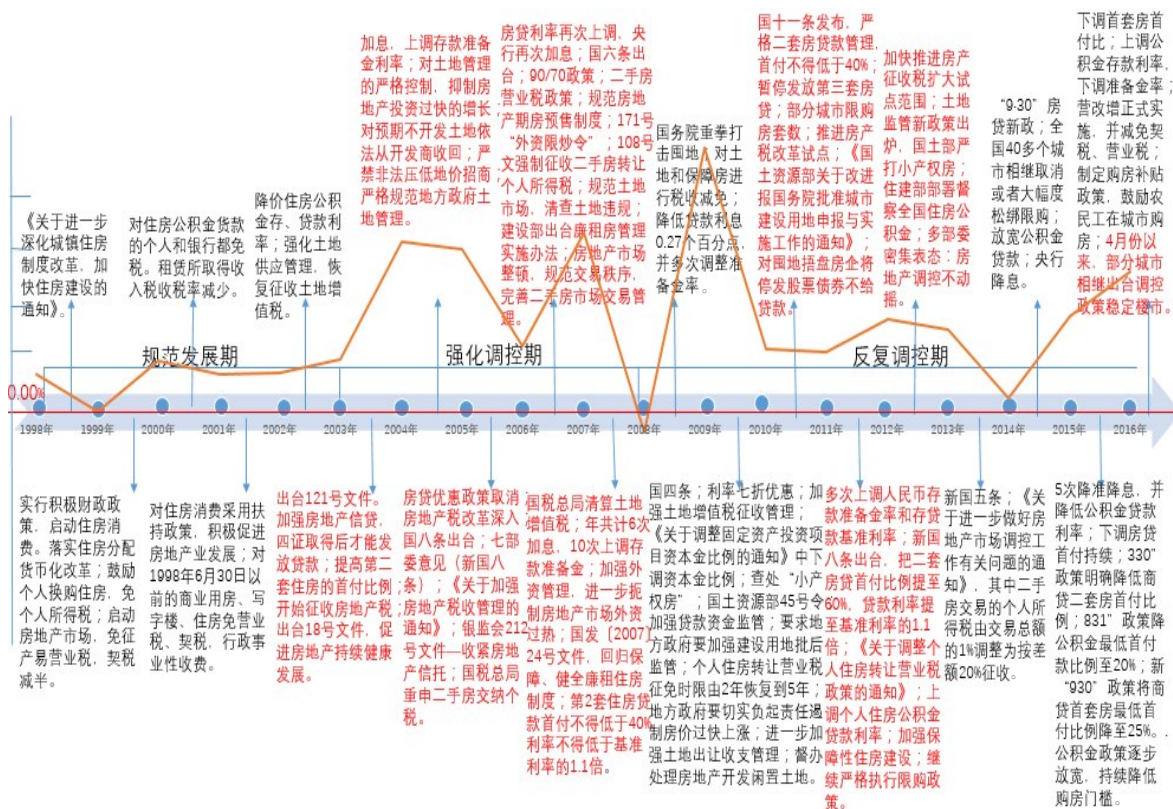 《关于进一步
深化城镇住房
制度改革，加
快住房建设的
通知》。
对住房公积金货款
的个人和银行都免
税。租赁所取得收
入税收税率减少。
降价住房公积
金存、贷款利
率；强化土地
供应管理，恢
复征收土地增
值税。
加息，上调存款准备
金利率；对土地管理
的严格控制，抑制房
地产投资过快的增长
对预期不开发土地依
法从开发商收回；严
禁非法压低地价招商
严格规范地方政府土
地管理。
房贷利率再次上调，央
行再次加息；国六条出
台；90/70政策；二手房
营业税政策；规范房地
产期房预售制度；171号
“外资限炒令”；108号
文强制征收二手房转让
个人所得税；规范土地
市场，清查土地违规；
建设部出台廉租房管理
实施办法；房地产市场
整顿，规范交易秩序，
完善二手房市场交易管
理。
国务院重拳打
击囤地，对土
地和保障房进
行税收减免；
降低贷款利息
0.27个百分点，
并多次调整准
备金率。
国十一条发布，严
格二套房贷款管理，
首付不得低于40%；
暂停发放第三套房
贷；部分城市限购
房套数；推进房产
税改革试点；《国
土资源部关于改进
报国务院批准城市
建设用地申报与实
施工作的通知》；
对囤地捂盘房企将
停发股票债券不给
贷款。
加快推进房产
征收税扩大试
点范围；土地
监管新政策出
炉，国土部严
打小产权房；
住建部部署督
察全国住房公
积金；多部委
密集表态：房
地产调控不动
摇。
“9·30”房
贷新政；全
国40多个城
市相继取消
或者大幅度
松绑限购；
放宽公积金
贷款；央行
降息。
下调首套房首
付比；上调公
积金存款利率，
下调准备金率；
营改增正式实
施，并减免契
税、营业税；
制定购房补贴
政策，鼓励农
民工在城市购
房；4月份以
来，部分城市
相继出台调控
政策稳定楼市。
规范发展期
强化调控期
反复调控期
0.00%
1998年
1999年
2000年
2001年
2002年
2003年
2004年
2005年
2006年
2007年
2008年
2009年
2010年
2011年
2012年
2013年
2014年
2015年
2016年
实行积极财政政
策，启动住房消
费。落实住房分配
货币化改革；鼓励
个人换购住房，免
个人所得税；启动
房地产市场，免征
产易营业税，契税
减半。
对住房消费采用扶
持政策，积极促进
房地产业发展；对
1998年6月30日以
前的商业用房、写
字楼、住房免营业
税、契税，行政事
业性收费。
出台121号文件。
加强房地产信贷，
四证取得后才能发
放贷款；提高第二
套住房的首付比例
开始征收房地产税
出台18号文件，促
进房地产持续健康
发展。
房贷优惠政策取消；
房地产税改革深入
国八条出台；七部
委意见（新国八
条）；《关于加强
房地产税收管理的
通知》；银监会212
号文件—收紧房地
产信托；国税总局
重申二手房交纳个
税。
国税总局清算土地
增值税；年共计6次
加息，10次上调存
款准备金；加强外
资管理，进一步扼
制房地产市场外资
过热；国发〔2007〕
24号文件，回归保
障、健全廉租住房
制度；第2套住房贷
款首付不得低于40%
利率不得低于基准
利率的1.1倍。
国四条；利率七折优惠；加
强土地增值税征收管理；
《关于调整固定资产投资项
目资本金比例的通知》中下
调资本金比例；查处“小产
权房”；国土资源部45号令
加强贷款资金监管；要求地
方政府要加强建设用地批后
监管；个人住房转让营业税
征免时限由2年恢复到5年；
地方政府要切实负起责任遏
制房价过快上涨；进一步加
强土地出让收支管理；督办
处理房地产开发闲置土地。
多次上调人民币存
款准备金率和存贷
款基准利率；新国
八条出台，把二套
房贷首付比例提至
60%，贷款利率提
至基准利率的1.1
倍；《关于调整个
人住房转让营业税
政策的通知》；上
调个人住房公积金
贷款利率；加强保
障性住房建设；继
续严格执行限购政
策。
新国五条；《关
于进一步做好房
地产市场调控工
作有关问题的通
知》，其中二手
房交易的个人所
得税由交易总额
的1%调整为按差
额20%征收。
5次降准降息，并
降低公积金贷款
利率；下调房贷
首付持续；330”
政策明确降低商
贷二套房首付比
例；831”政策降
公积金最低首付
款比例至20%；新
“930”政策将商
贷首套房最低首
付比例降至25%。.
公积金政策逐步
放宽，持续降低
购房门槛。